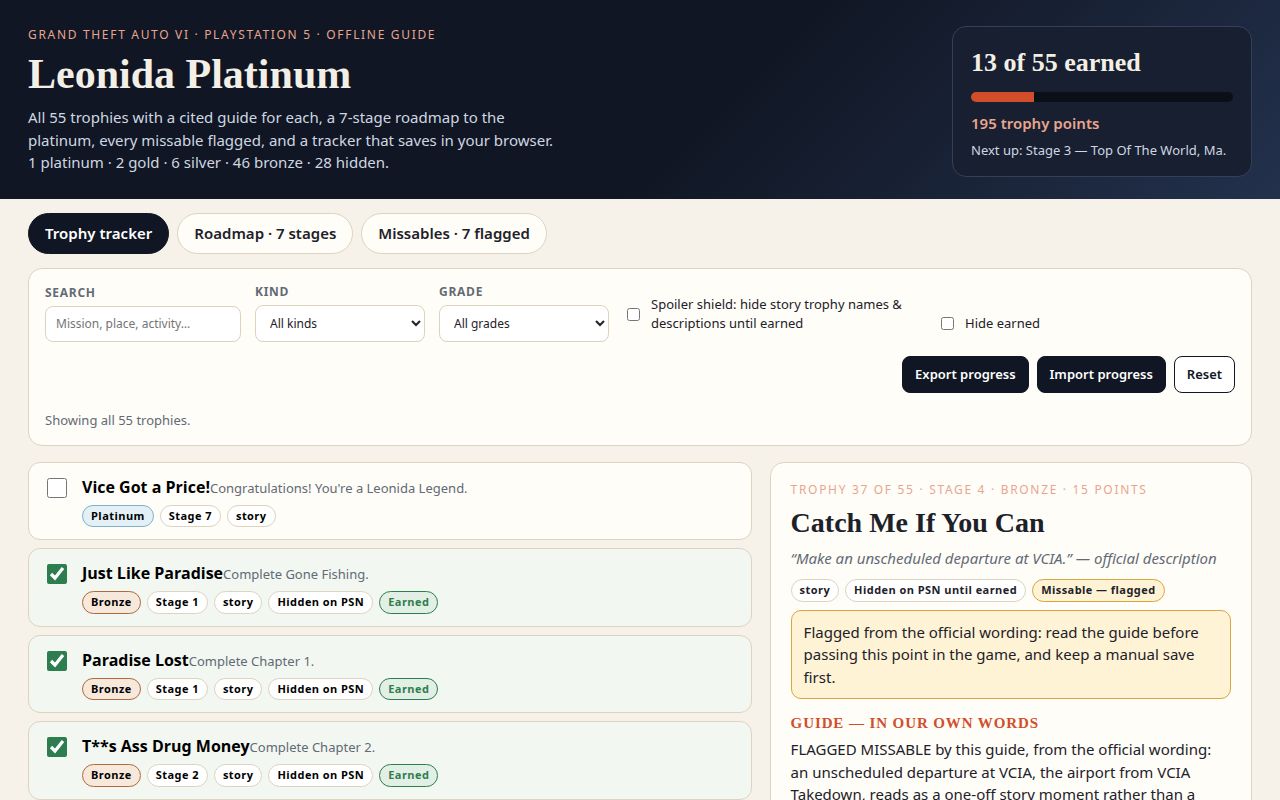 GRAND THEFT AUTO VI · PLAYSTATION 5 · OFFLINE GUIDE
Leonida Platinum
All 55 trophies with a cited guide for each, a 7-stage roadmap to the
platinum, every missable flagged, and a tracker that saves in your browser.
1 platinum · 2 gold · 6 silver · 46 bronze · 28 hidden.
13 of 55 earned
195 trophy points
Next up: Stage 3 — Top Of The World, Ma.
Trophy tracker
Roadmap · 7 stages
Missables · 7 flagged
SEARCH
Mission, place, activity...
KIND
All kinds
GRADE
All grades
Spoiler shield: hide story trophy names &
descriptions until earned
Hide earned
Export progress
Import progress
Reset
Showing all 55 trophies.
Vice Got a Price!Congratulations! You're a Leonida Legend.
Platinum Stage 7 story
Just Like ParadiseComplete Gone Fishing.
Bronze Stage 1 story Hidden on PSN Earned
Paradise LostComplete Chapter 1.
Bronze Stage 1 story Hidden on PSN Earned
T**s Ass Drug MoneyComplete Chapter 2.
Bronze Stage 2 story Hidden on PSN Earned
TROPHY 37 OF 55 · STAGE 4 · BRONZE · 15 POINTS
Catch Me If You Can
“Make an unscheduled departure at VCIA.” — official description
story Hidden on PSN until earned Missable — flagged
Flagged from the official wording: read the guide before
passing this point in the game, and keep a manual save
first.
GUIDE — IN OUR OWN WORDS
FLAGGED MISSABLE by this guide, from the official wording:
an unscheduled departure at VCIA, the airport from VCIA
Takedown, reads as a one-off story moment rather than a